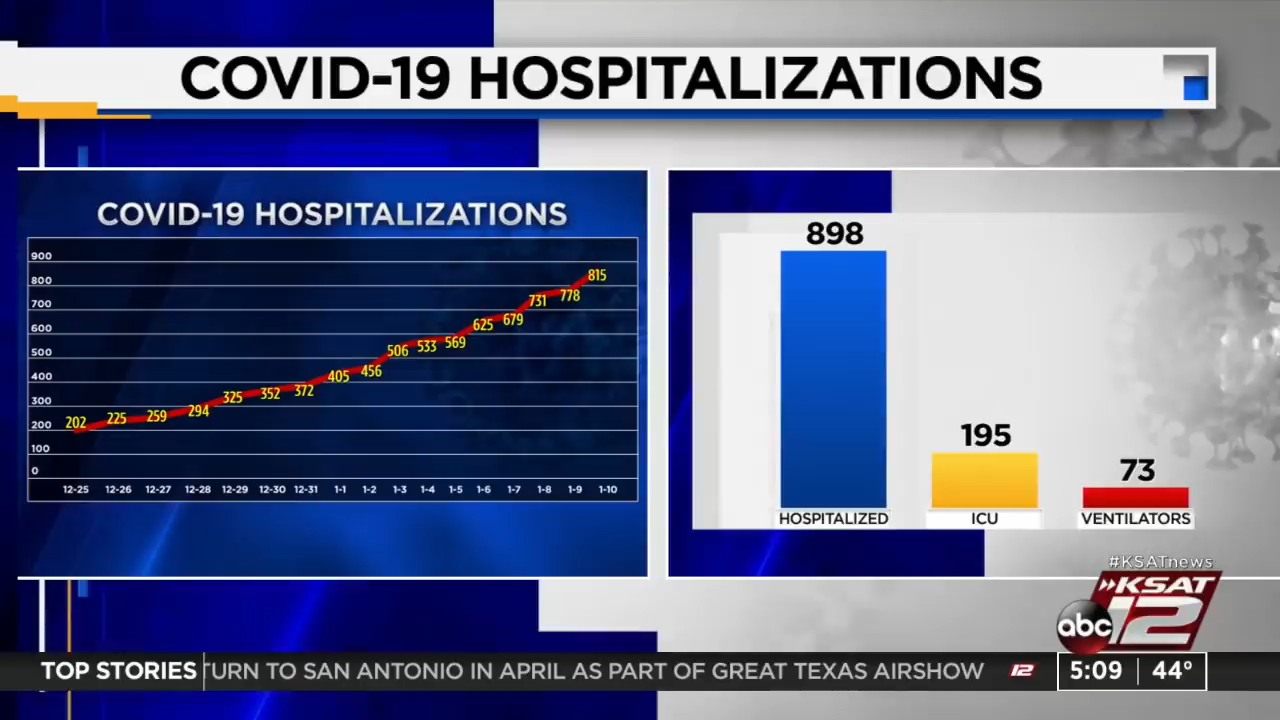 COVID-19 HOSPITALIZATIONS
COVID-19 HOSPITALIZATIONS
900
800
700
600
500
400
300
200
100
0
202 225 259 294 325 352 372 405 456 506 533 569 625 679 731 778 815
12-25 12-26 12-27 12-28 12-29 12-30 12-31 1-1 1-2 1-3 1-4 1-5 1-6 1-7 1-8 1-9 1-10
898
195
73
HOSPITALIZED ICU VENTILATORS
#KSATnews
KSAT
abc 12
TOP STORIES TURN TO SAN ANTONIO IN APRIL AS PART OF GREAT TEXAS AIRSHOW 12 5:09 44°